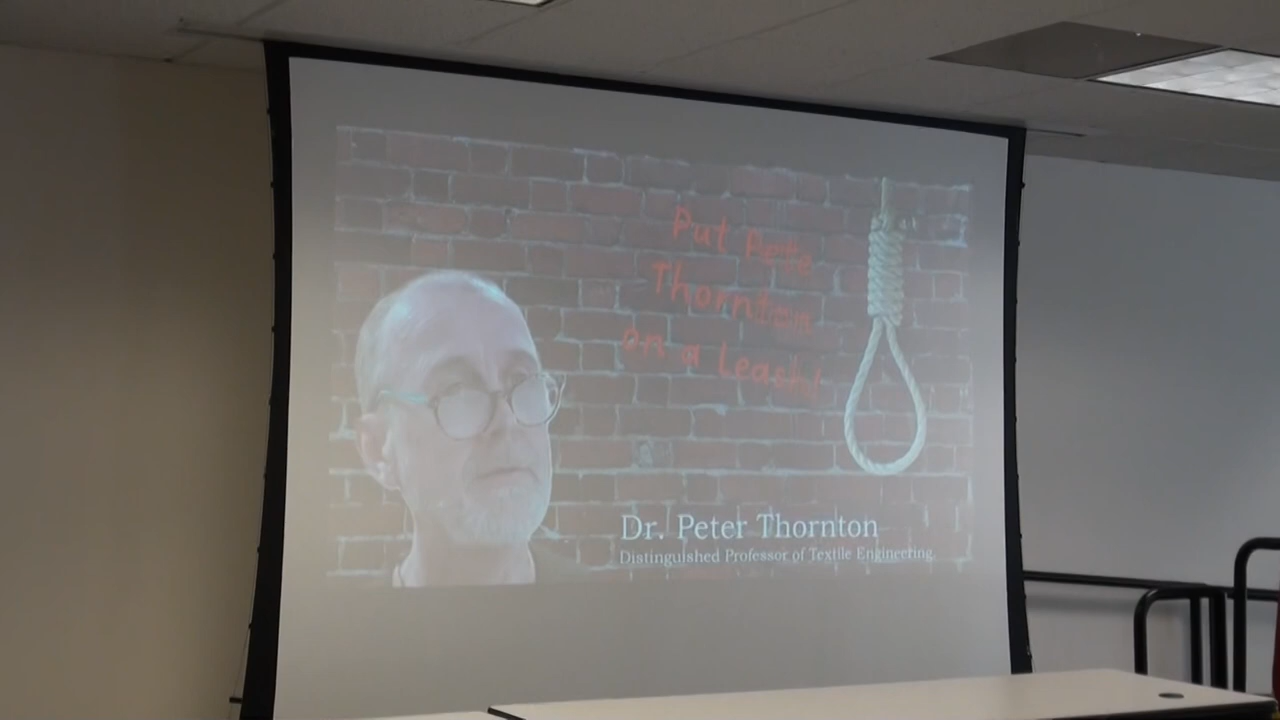 Put Pete
Thornton
on a Leash!
Dr. Peter Thornton
Distinguished Professor of Textile Engineering